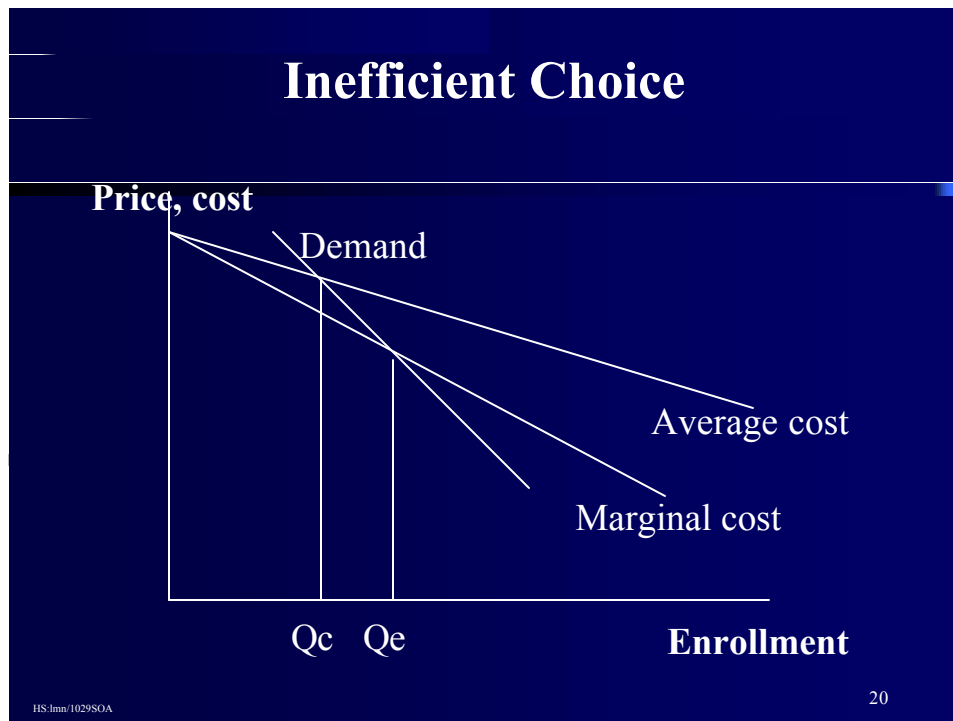 Inefficient Choice
Price, cost
Demand
Average cost
Marginal cost
Qc Qe
Enrollment
HS:lmn/1029SOA
20